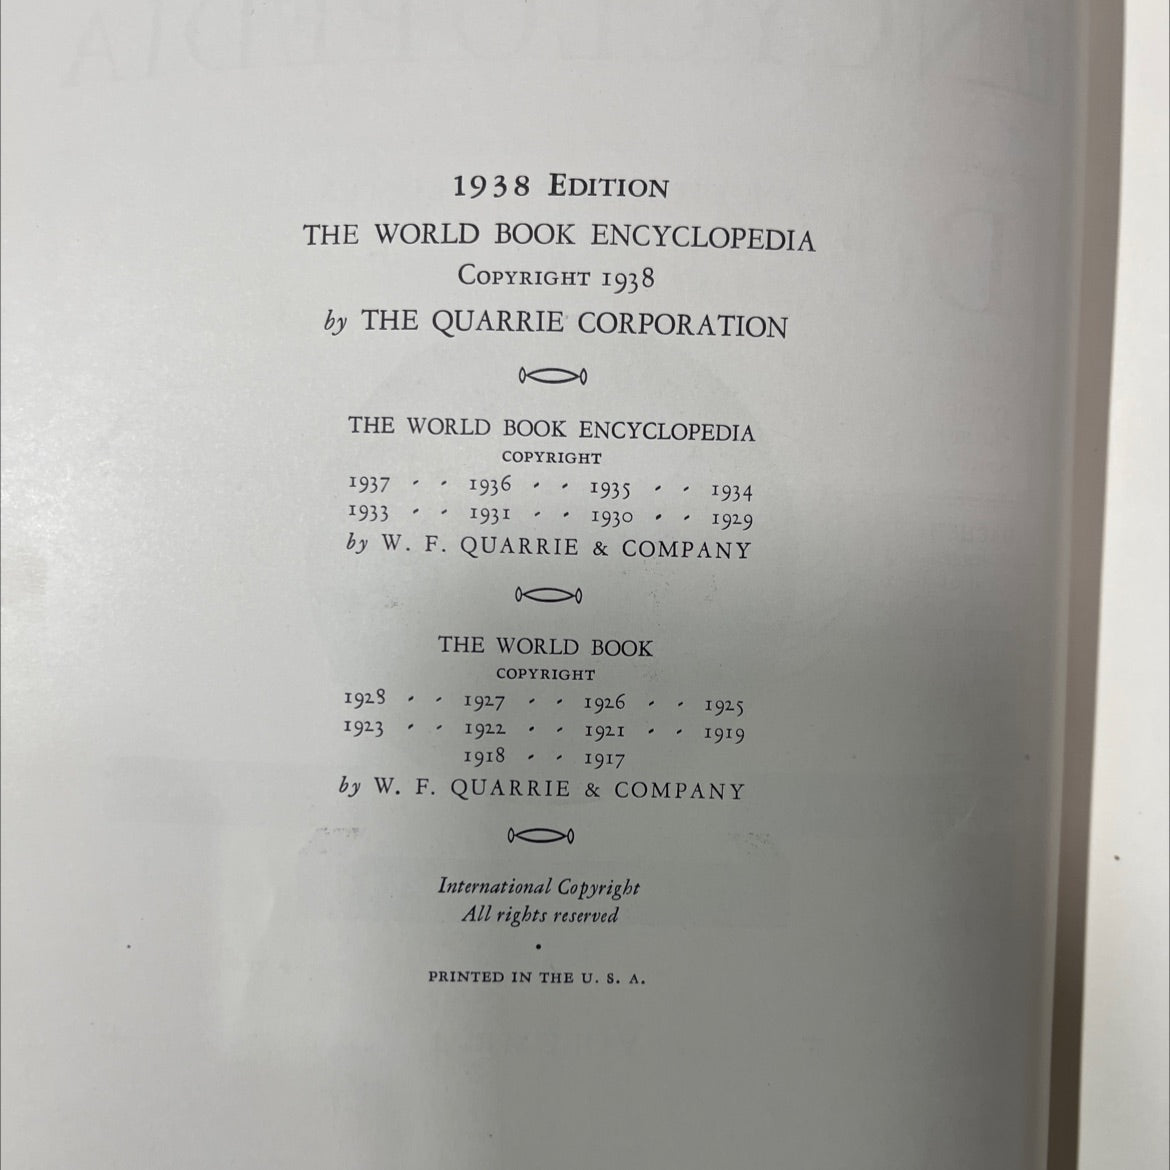 1938 EDITION
THE WORLD BOOK ENCYCLOPEDIA
COPYRIGHT 1938
by THE QUARRIE CORPORATION
THE WORLD BOOK ENCYCLOPEDIA
COPYRIGHT
1937 · · 1936 · · 1935 · · 1934
1933 · · 1931 · · 1930 · · 1929
by W. F. QUARRIE & COMPANY
THE WORLD BOOK
COPYRIGHT
1928 · · 1927 · · 1926 · · 1925
1923 · · 1922 · · 1921 · · 1919
1918 · · 1917
by W. F. QUARRIE & COMPANY
International Copyright
All rights reserved
·
PRINTED IN THE U. S. A.